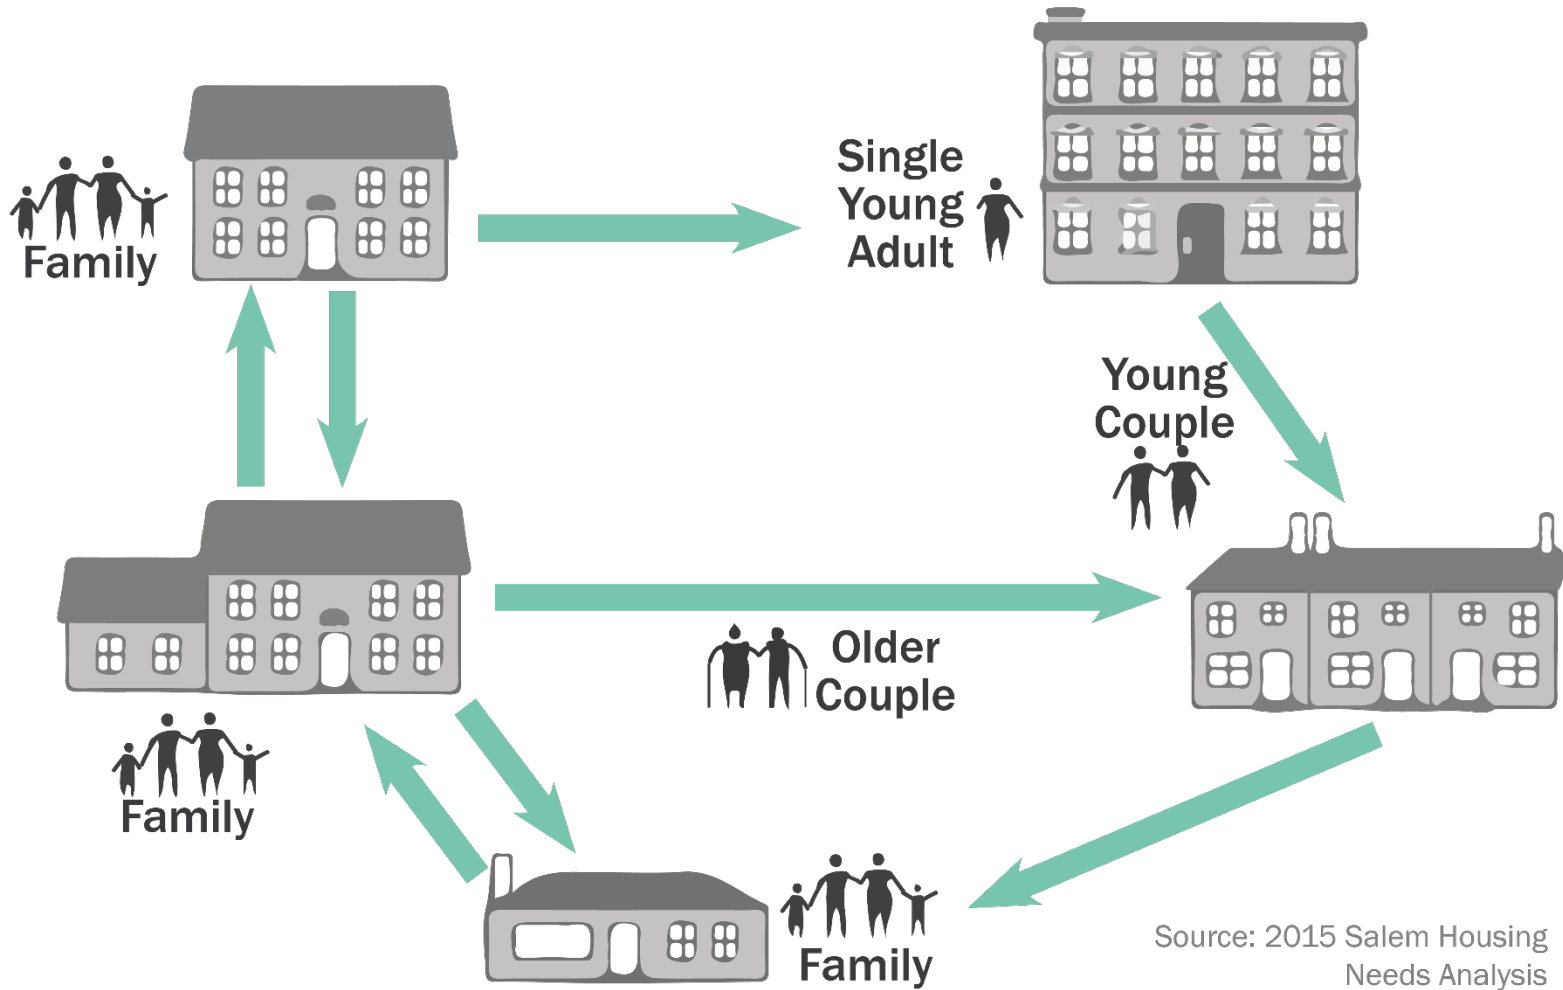 Family
Single
Young
Adult
Young
Couple
Older
Couple
Family
Family
Source: 2015 Salem Housing
Needs Analysis